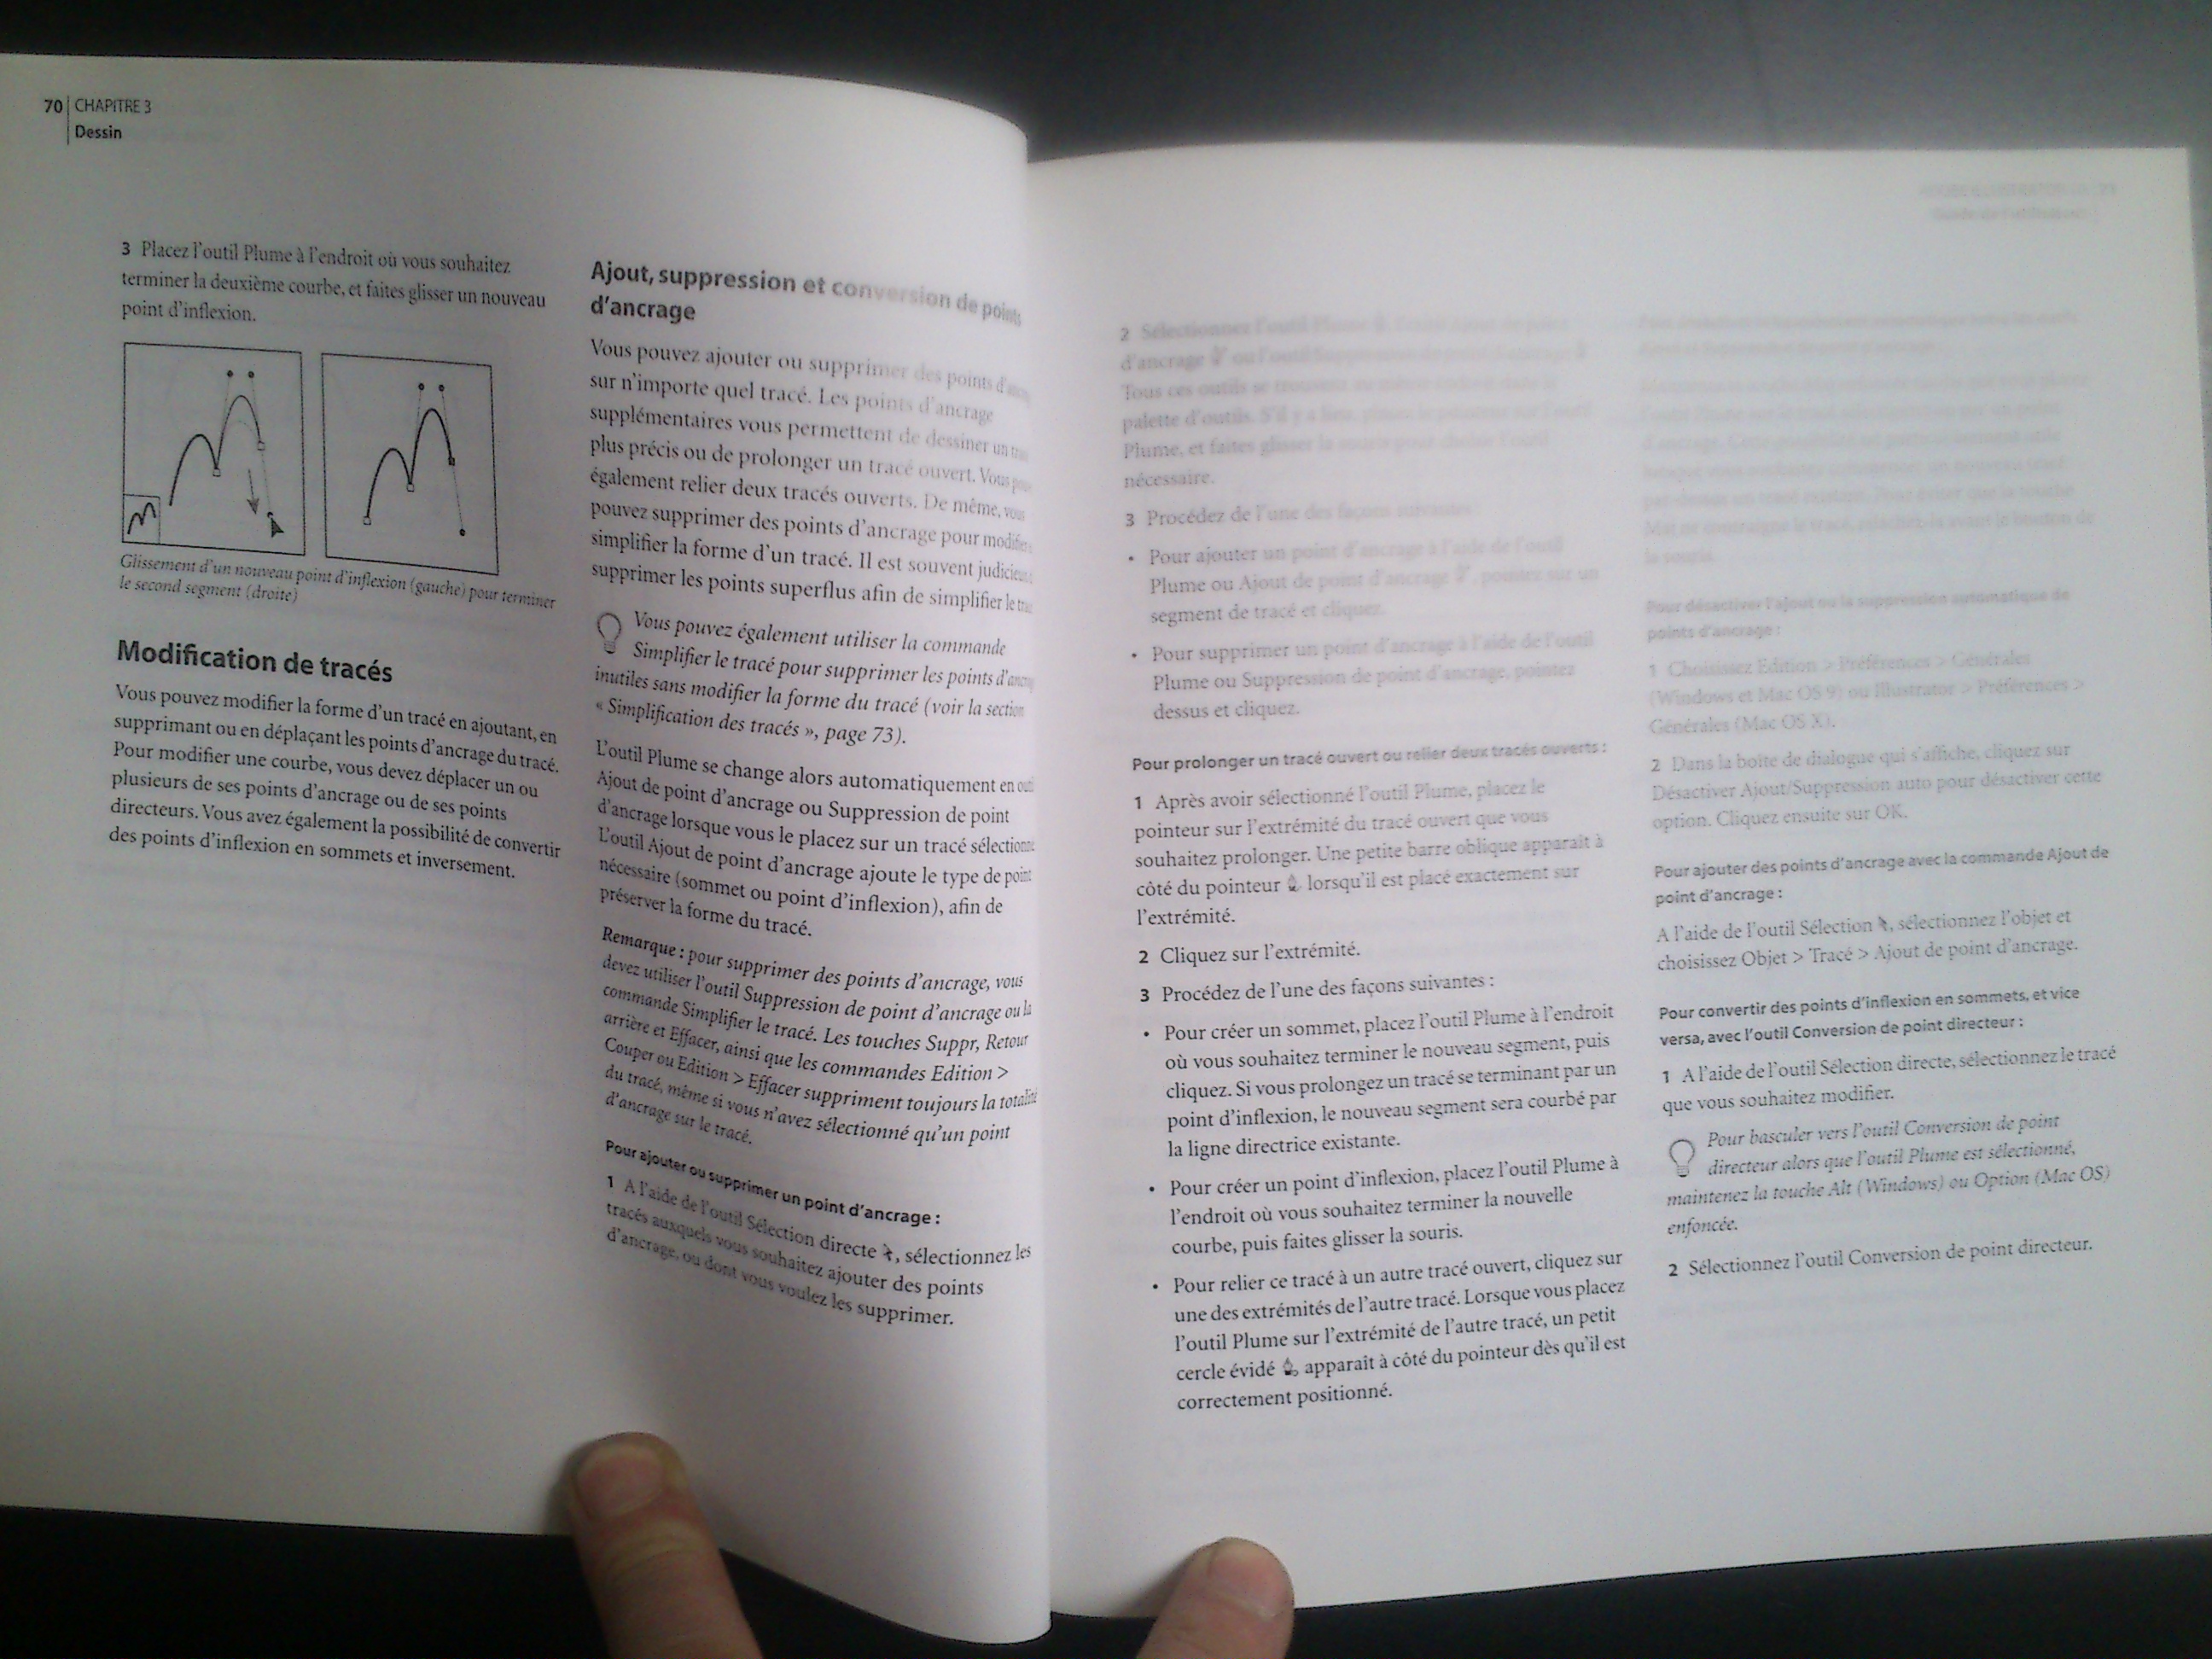 70 CHAPITRE 3
Dessin
3 Placez l'outil Plume à l'endroit où vous souhaitez
terminer la deuxième courbe, et faites glisser un nouveau
point d'inflexion.
Glissement d'un nouveau point d'inflexion (gauche) pour terminer
le second segment (droite)
Modification de tracés
Vous pouvez modifier la forme d'un tracé en ajoutant, en
supprimant ou en déplaçant les points d'ancrage du tracé.
Pour modifier une courbe, vous devez déplacer un ou
plusieurs de ses points d'ancrage ou de ses points
directeurs. Vous avez également la possibilité de convertir
des points d'inflexion en sommets et inversement.
Ajout, suppression et conversion de points
d'ancrage
Vous pouvez ajouter ou supprimer des points
sur n'importe quel tracé. Les points d'ancrage
supplémentaires vous permettent de dessiner un
plus précis ou de prolonger un tracé ouvert. Vous
également relier deux tracés ouverts. De même, vous
pouvez supprimer des points d'ancrage pour
simplifier la forme d'un tracé. Il est souvent
supprimer les points superflus afin de simplifier le
Vous pouvez également utiliser la commande
Simplifier le tracé pour supprimer les points
inutiles sans modifier la forme du tracé (voir la section
« Simplification des tracés », page 73).
L'outil Plume se change alors automatiquement en
Ajout de point d'ancrage ou Suppression de point
d'ancrage lorsque vous le placez sur un tracé
L'outil Ajout de point d'ancrage ajoute le type de point
nécessaire (sommet ou point d'inflexion), afin de
préserver la forme du tracé.
Remarque : pour supprimer des points d'ancrage, vous
devez utiliser l'outil Suppression de point d'ancrage ou la
commande Simplifier le tracé. Les touches Suppr, Retour
arrière et Effacer, ainsi que les commandes Edition >
Couper ou Edition > Effacer suppriment toujours la totalité
du tracé, même si vous n'avez sélectionné qu'un point
d'ancrage sur le tracé.
Pour ajouter ou supprimer un point d'ancrage :
1 A l'aide de l'outil Sélection directe , sélectionnez les
tracés auxquels vous souhaitez ajouter des points
d'ancrage, ou dont vous voulez les supprimer.
2 Sélectionnez l'outil Plume
d'ancrage
Tous ces outils se trouvent
palette d'outils.
Plume, et faites glisser la souris pour
nécessaire.
3 Procédez de l'une des façons suivantes
• Pour ajouter un point d'ancrage à l'aide de l'outil
Plume ou Ajout de point d'ancrage , pointez sur un
segment de tracé et cliquez.
• Pour supprimer un point d'ancrage à l'aide de l'outil
Plume ou Suppression de point d'ancrage, pointez
dessus et cliquez.
Pour prolonger un tracé ouvert ou relier deux tracés ouverts :
1 Après avoir sélectionné l'outil Plume, placez le
pointeur sur l'extrémité du tracé ouvert que vous
souhaitez prolonger. Une petite barre oblique apparaît à
côté du pointeur lorsqu'il est placé exactement sur
l'extrémité.
2 Cliquez sur l'extrémité.
3 Procédez de l'une des façons suivantes :
• Pour créer un sommet, placez l'outil Plume à l'endroit
où vous souhaitez terminer le nouveau segment, puis
cliquez. Si vous prolongez un tracé se terminant par un
point d'inflexion, le nouveau segment sera courbé par
la ligne directrice existante.
• Pour créer un point d'inflexion, placez l'outil Plume à
l'endroit où vous souhaitez terminer la nouvelle
courbe, puis faites glisser la souris.
• Pour relier ce tracé à un autre tracé ouvert, cliquez sur
une des extrémités de l'autre tracé. Lorsque vous placez
l'outil Plume sur l'extrémité de l'autre tracé, un petit
cercle évidé apparaît à côté du pointeur dès qu'il est
correctement positionné.
Pour désactiver l'ajout ou la suppression automatique de
points d'ancrage :
1 Choisissez Edition > Préférences > Générales
(Windows et Mac OS 9) ou Illustrator > Préférences >
Générales (Mac OS X).
2 Dans la boîte de dialogue qui s'affiche, cliquez sur
Désactiver Ajout/Suppression auto pour désactiver cette
option. Cliquez ensuite sur OK.
Pour ajouter des points d'ancrage avec la commande Ajout de
point d'ancrage :
A l'aide de l'outil Sélection , sélectionnez l'objet et
choisissez Objet > Tracé > Ajout de point d'ancrage.
Pour convertir des points d'inflexion en sommets, et vice
versa, avec l'outil Conversion de point directeur :
1 A l'aide de l'outil Sélection directe, sélectionnez le tracé
que vous souhaitez modifier.
Pour basculer vers l'outil Conversion de point
directeur alors que l'outil Plume est sélectionné,
maintenez la touche Alt (Windows) ou Option (Mac OS)
enfoncée.
2 Sélectionnez l'outil Conversion de point directeur.